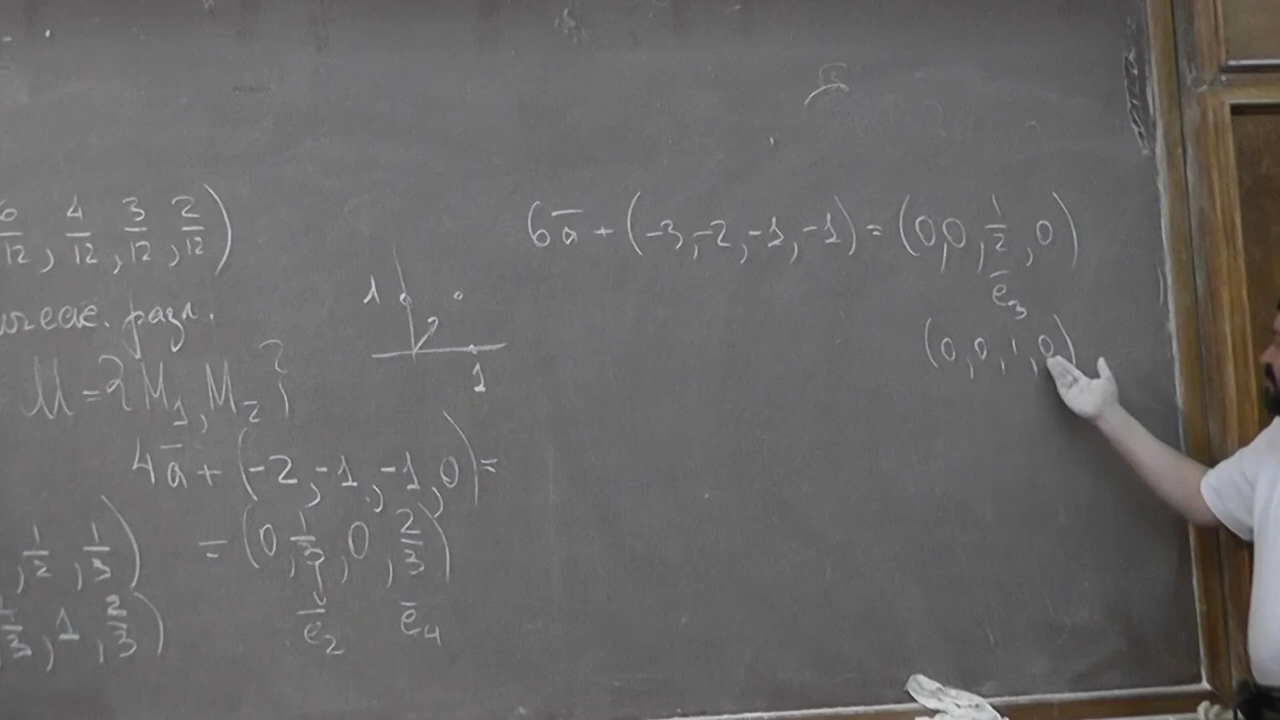 6/12, 4/12, 3/12, 2/12)
разл.
M = {M₁, M₂}
4ā + (-2, -1, -1, 0) =
= (0, 1/3, 0, 2/3)
ē₂ ē₄
, 1/2, 1/3)
1/3, 1, 2/3)
1
1
6ā + (-3, -2, -1, -1) = (0, 0, 1/2, 0)
ē₃
(0, 0, 1, 0)